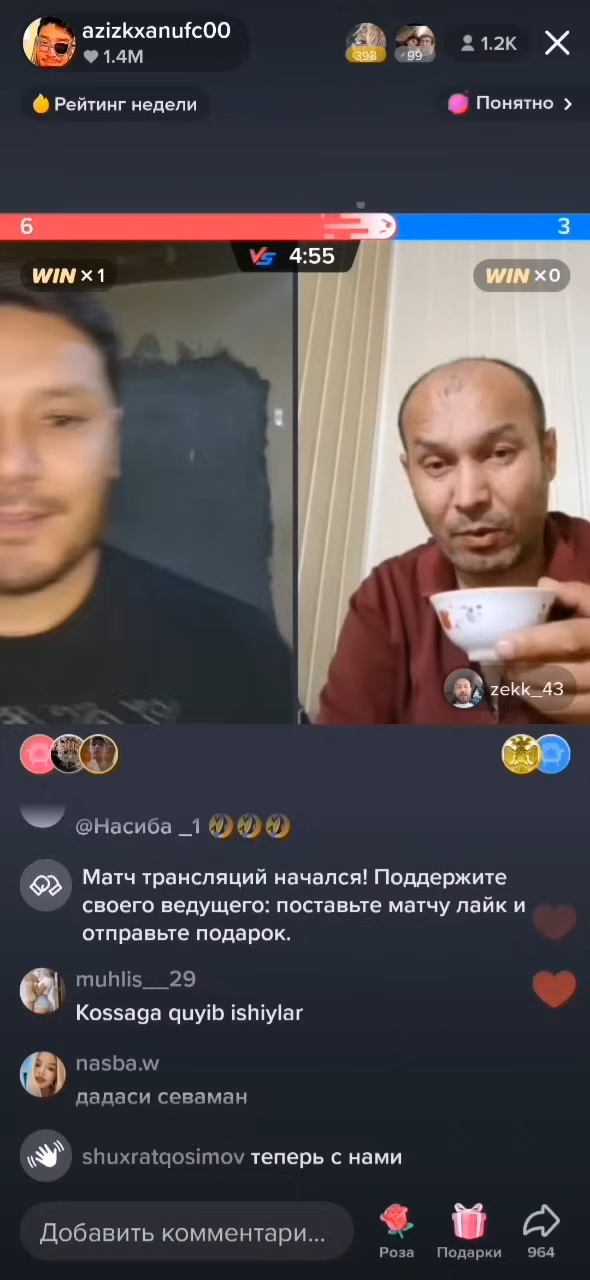 azizkxanufc00
1.4M
398
99
1.2K
Рейтинг недели
Понятно
6
3
VS 4:55
WIN x 1
WIN x 0
zekk_43
@Насиба _1 🤣🤣🤣
Матч трансляций начался! Поддержите
своего ведущего: поставьте матчу лайк и
отправьте подарок.
muhlis__29
Kossaga quyib ishiylar
nasba.w
дадаси севаман
shuxratqosimov теперь с нами
Добавить комментари...
Роза
Подарки
964